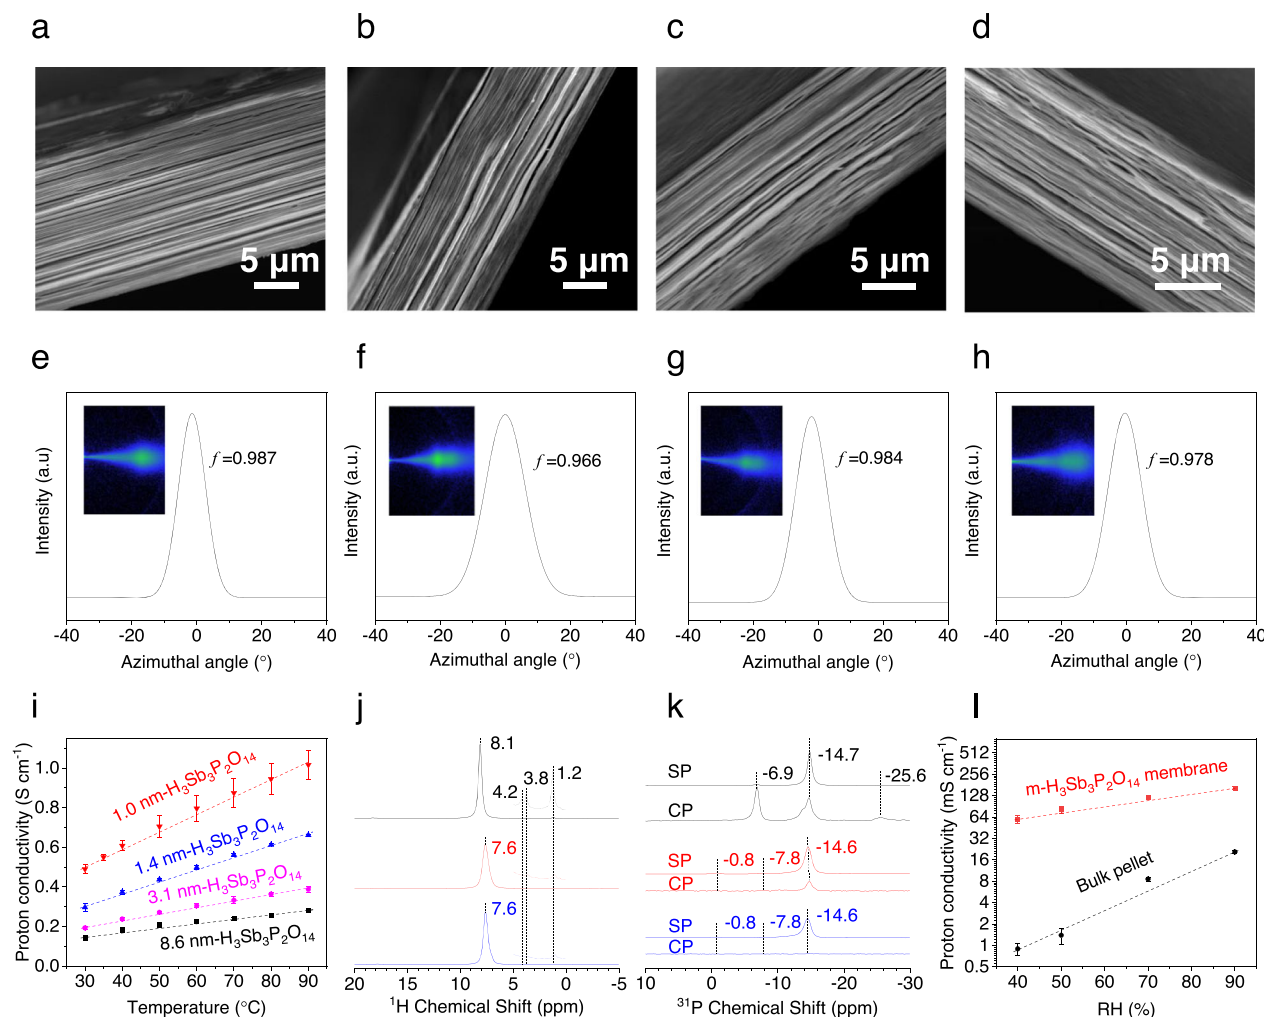 a
b
c
d
5 μm
5 μm
5 μm
5 μm
e
f
g
h
Intensity (a.u)
f=0.987
-40 -20 0 20 40
Azimuthal angle (°)
Intensity (a.u.)
f=0.966
-40 -20 0 20 40
Azimuthal angle (°)
Intensity (a.u.)
f=0.984
-40 -20 0 20 40
Azimuthal angle (°)
Intensity (a.u.)
f=0.978
-40 -20 0 20 40
Azimuthal angle (°)
i
Proton conductivity (S cm⁻¹)
1.0
0.8
0.6
0.4
0.2
0.0
1.0 nm-H₃Sb₃P₂O₁₄
1.4 nm-H₃Sb₃P₂O₁₄
3.1 nm-H₃Sb₃P₂O₁₄
8.6 nm-H₃Sb₃P₂O₁₄
30 40 50 60 70 80 90
Temperature (°C)
j
8.1
4.2
3.8
1.2
7.6
7.6
20 15 10 5 0 -5
¹H Chemical Shift (ppm)
k
SP
-14.7
-6.9
-25.6
CP
SP
-0.8
-7.8
-14.6
CP
SP
-0.8
-7.8
-14.6
CP
10 0 -10 -20 -30
³¹P Chemical Shift (ppm)
l
Proton conductivity (mS cm⁻¹)
512
256
128
64
32
16
8
4
2
1
0.5
m-H₃Sb₃P₂O₁₄ membrane
Bulk pellet
40 50 60 70 80 90
RH (%)